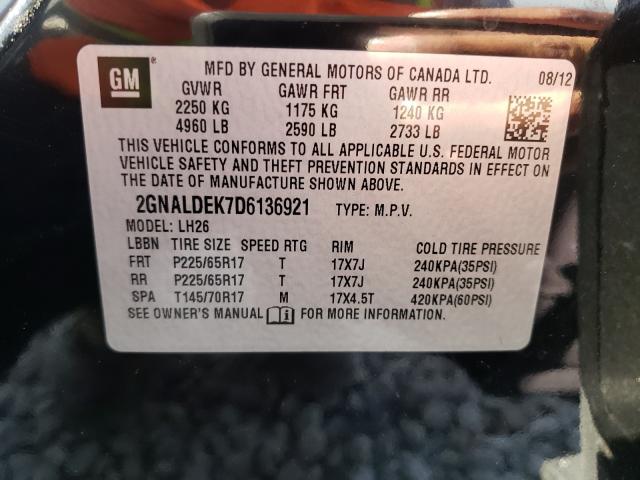 GM ® MFD BY GENERAL MOTORS OF CANADA LTD. 08/12
GVWR GAWR FRT GAWR RR
2250 KG 1175 KG 1240 KG
4960 LB 2590 LB 2733 LB
THIS VEHICLE CONFORMS TO ALL APPLICABLE U.S. FEDERAL MOTOR
VEHICLE SAFETY AND THEFT PREVENTION STANDARDS IN EFFECT ON
THE DATE OF MANUFACTURE SHOWN ABOVE.
2GNALDEK7D6136921 TYPE: M.P.V.
MODEL: LH26
LBBN TIRE SIZE SPEED RTG RIM COLD TIRE PRESSURE
FRT P225/65R17 T 17X7J 240KPA(35PSI)
RR P225/65R17 T 17X7J 240KPA(35PSI)
SPA T145/70R17 M 17X4.5T 420KPA(60PSI)
SEE OWNER'S MANUAL FOR MORE INFORMATION.